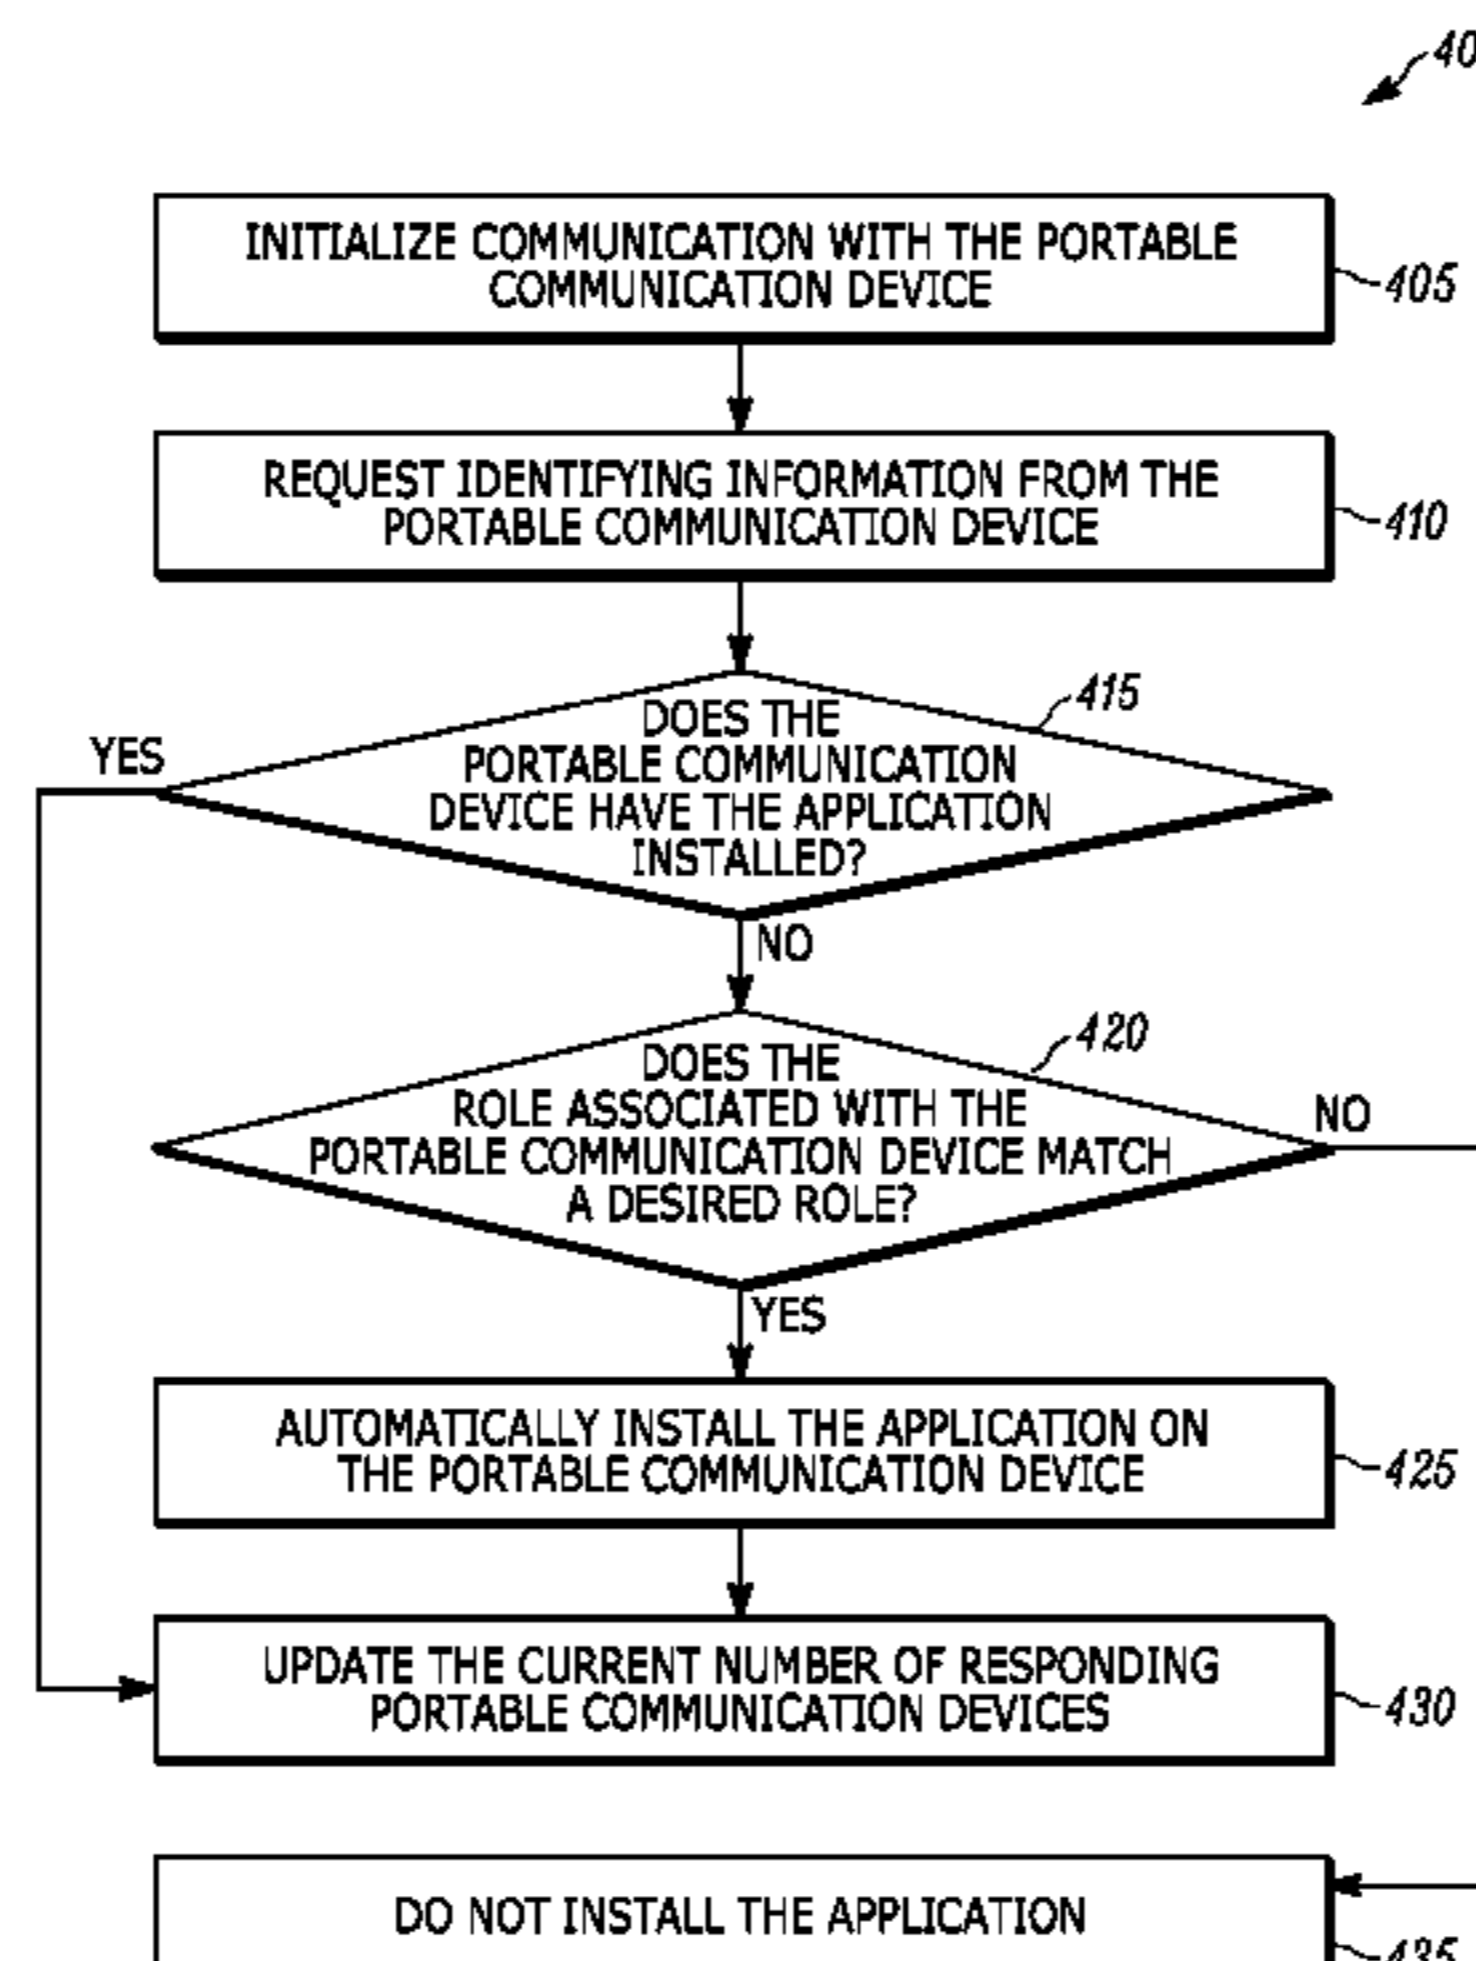 40
INITIALIZE COMMUNICATION WITH THE PORTABLE
COMMUNICATION DEVICE
405
REQUEST IDENTIFYING INFORMATION FROM THE
PORTABLE COMMUNICATION DEVICE
410
415
DOES THE
PORTABLE COMMUNICATION
DEVICE HAVE THE APPLICATION
INSTALLED?
YES
NO
420
DOES THE
ROLE ASSOCIATED WITH THE
PORTABLE COMMUNICATION DEVICE MATCH
A DESIRED ROLE?
NO
YES
AUTOMATICALLY INSTALL THE APPLICATION ON
THE PORTABLE COMMUNICATION DEVICE
425
UPDATE THE CURRENT NUMBER OF RESPONDING
PORTABLE COMMUNICATION DEVICES
430
DO NOT INSTALL THE APPLICATION
435